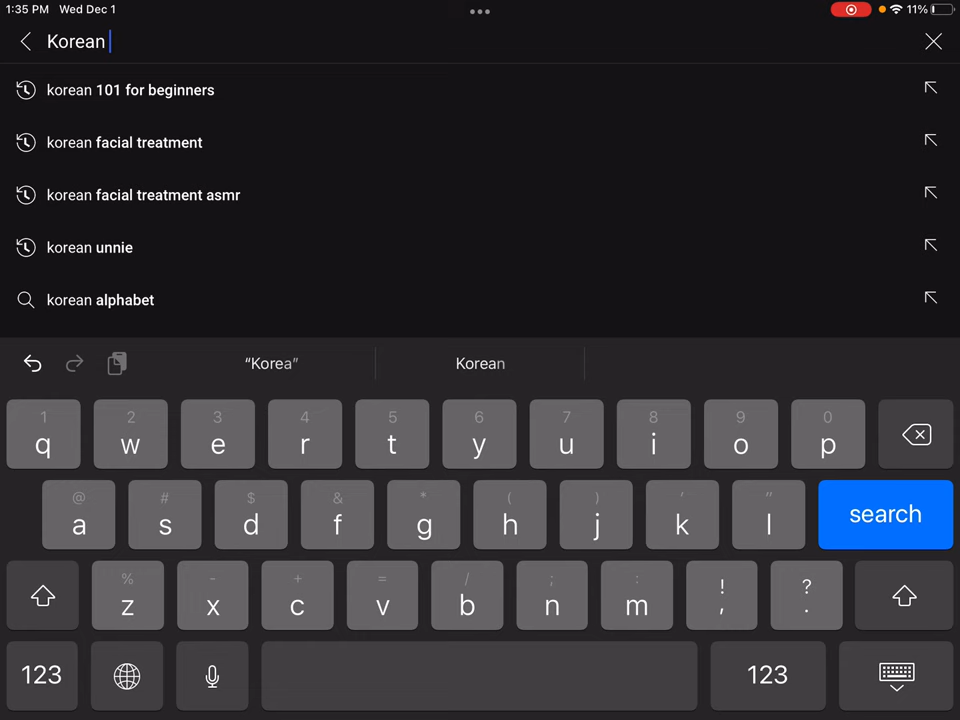 1:35 PM Wed Dec 1
11%
Korean
korean 101 for beginners
korean facial treatment
korean facial treatment asmr
korean unnie
korean alphabet
“Korea” Korean
1 2 3 4 5 6 7 8 9 0
q w e r t y u i o p
@ # $ & * ( ) ' "
a s d f g h j k l search
% - + = / ; : ! ?
z x c v b n m , .
123 123